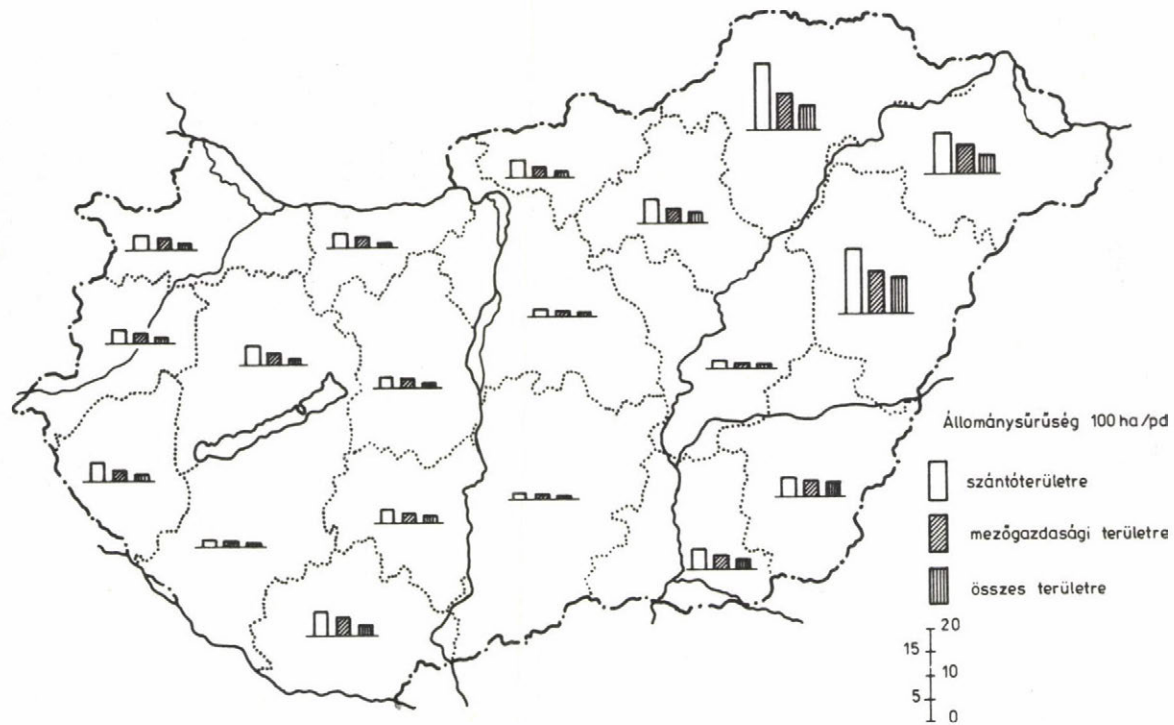 Állománysűrűség 100 ha/pd
szántóterületre
mezőgazdasági területre
összes területre
20
15
10
5
0